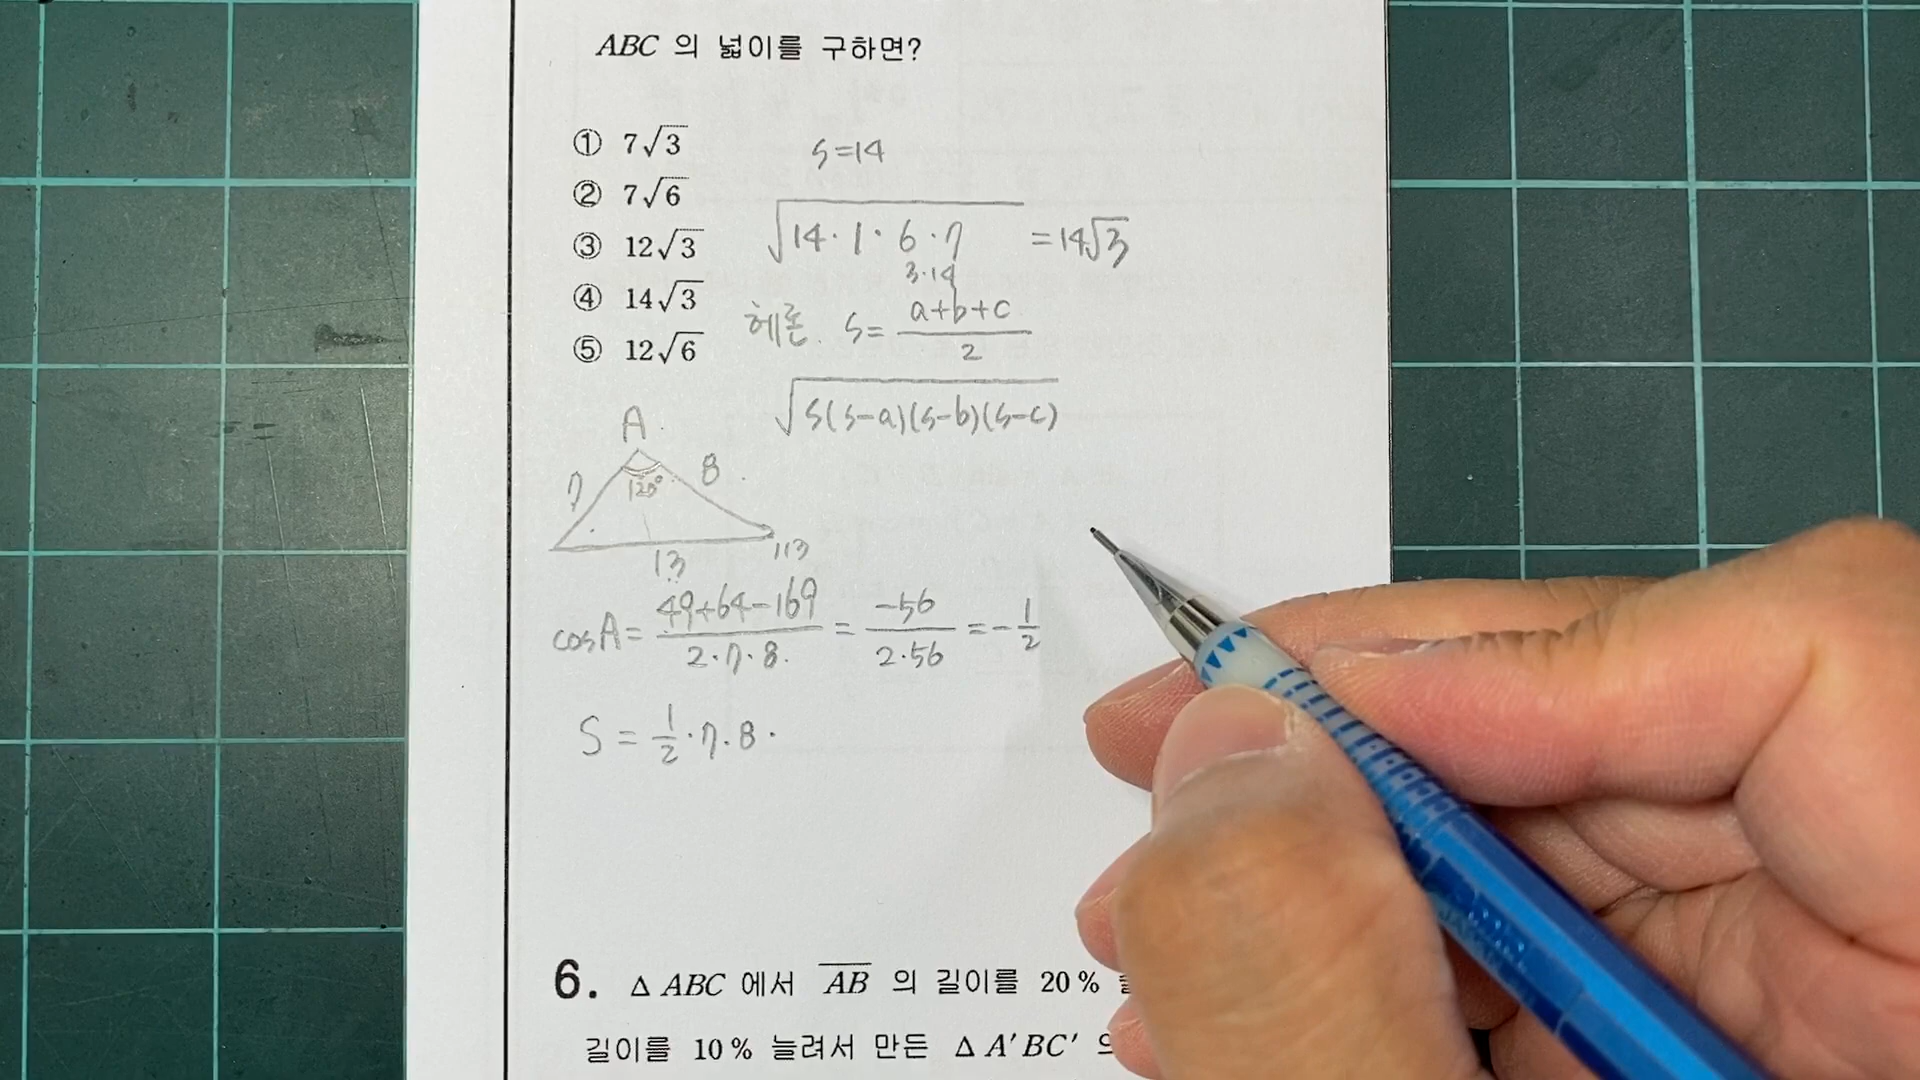 ABC 의 넓이를 구하면?
① 7√3
② 7√6
③ 12√3
④ 14√3
⑤ 12√6
s=14
√14·1·6·7 =14√3
3·14
헤론. s= a+b+c / 2
√s(s-a)(s-b)(s-c)
A
7
8
120°
13
113
cosA= 49+64-169 / 2·7·8. = -56 / 2·56 = - 1/2
S = 1/2 ·7·8·
6. △ ABC 에서 AB 의 길이를 20%
길이를 10% 늘려서 만든 △ A′BC′